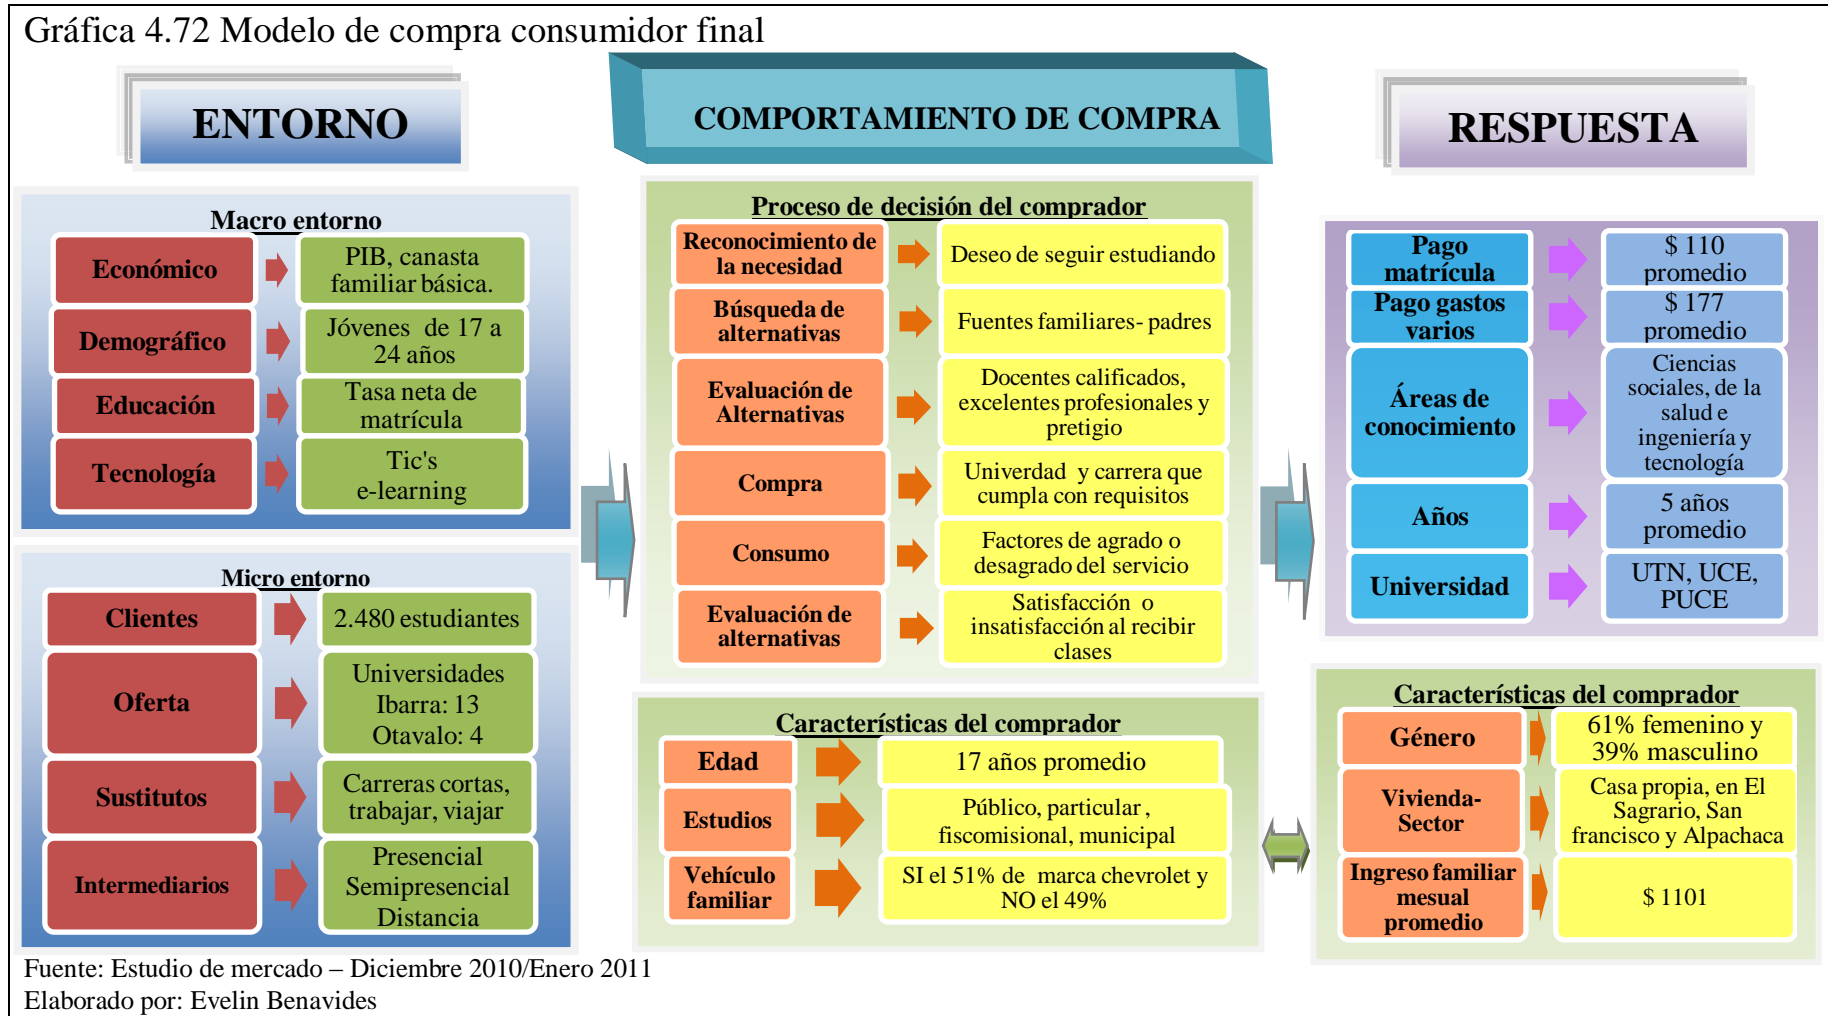 Gráfica 4.72 Modelo de compra consumidor final
ENTORNO
COMPORTAMIENTO DE COMPRA
RESPUESTA
Macro entorno
Económico
PIB, canasta
familiar básica.
Demográfico
Jóvenes de 17 a
24 años
Educación
Tasa neta de
matrícula
Tecnología
Tic's
e-learning
Micro entorno
Clientes
2.480 estudiantes
Oferta
Universidades
Ibarra: 13
Otavalo: 4
Sustitutos
Carreras cortas,
trabajar, viajar
Intermediarios
Presencial
Semipresencial
Distancia
Proceso de decisión del comprador
Reconocimiento de
la necesidad
Deseo de seguir estudiando
Búsqueda de
alternativas
Fuentes familiares- padres
Evaluación de
Alternativas
Docentes calificados,
excelentes profesionales y
pretigio
Compra
Univerdad y carrera que
cumpla con requisitos
Consumo
Factores de agrado o
desagrado del servicio
Evaluación de
alternativas
Satisfacción o
insatisfacción al recibir
clases
Características del comprador
Edad
17 años promedio
Estudios
Público, particular ,
fiscomisional, municipal
Vehículo
familiar
SI el 51% de marca chevrolet y
NO el 49%
Pago
matrícula
$ 110
promedio
Pago gastos
varios
$ 177
promedio
Áreas de
conocimiento
Ciencias
sociales, de la
salud e
ingeniería y
tecnología
Años
5 años
promedio
Universidad
UTN, UCE,
PUCE
Características del comprador
Género
61% femenino y
39% masculino
Vivienda-
Sector
Casa propia, en El
Sagrario, San
francisco y Alpachaca
Ingreso familiar
mesual
promedio
$ 1101
Fuente: Estudio de mercado – Diciembre 2010/Enero 2011
Elaborado por: Evelin Benavides